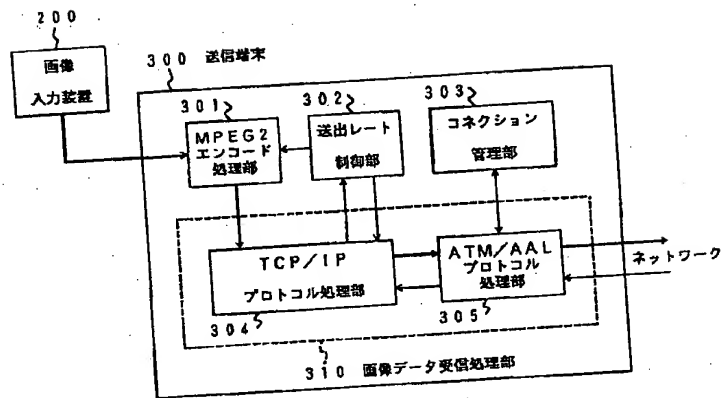 200
画像
入力装置
300 送信端末
301
MPEG2
エンコード
処理部
302
送出レート
制御部
303
コネクション
管理部
TCP/IP
プロトコル処理部
304
ATM/AAL
プロトコル
処理部
305
ネットワーク
310 画像データ受信処理部